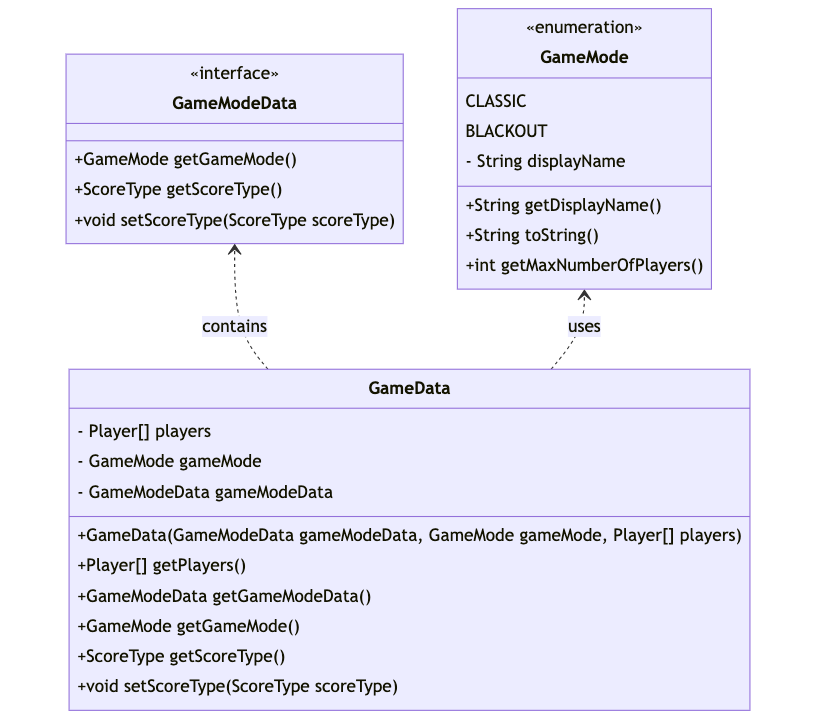 «interface»
GameModeData
+GameMode getGameMode()
+ScoreType getScoreType()
+void setScoreType(ScoreType scoreType)
«enumeration»
GameMode
CLASSIC
BLACKOUT
- String displayName
+String getDisplayName()
+String toString()
+int getMaxNumberOfPlayers()
contains
uses
GameData
- Player[] players
- GameMode gameMode
- GameModeData gameModeData
+GameData(GameModeData gameModeData, GameMode gameMode, Player[] players)
+Player[] getPlayers()
+GameModeData getGameModeData()
+GameMode getGameMode()
+ScoreType getScoreType()
+void setScoreType(ScoreType scoreType)